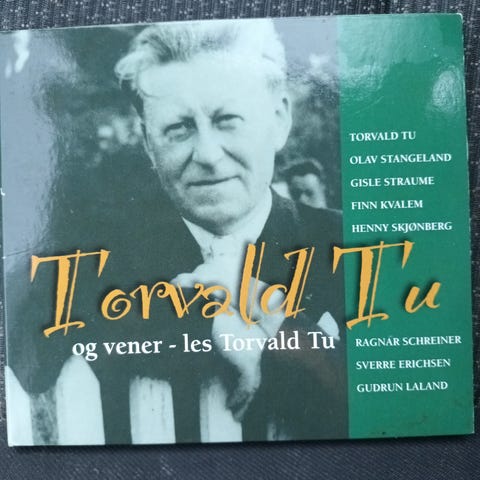 TORVALD TU
OLAV STANGELAND
GISLE STRAUME
FINN KVALEM
HENNY SKJØNBERG
Torvald Tu
og vener - les Torvald Tu
RAGNAR SCHREINER
SVERRE ERICHSEN
GUDRUN LALAND